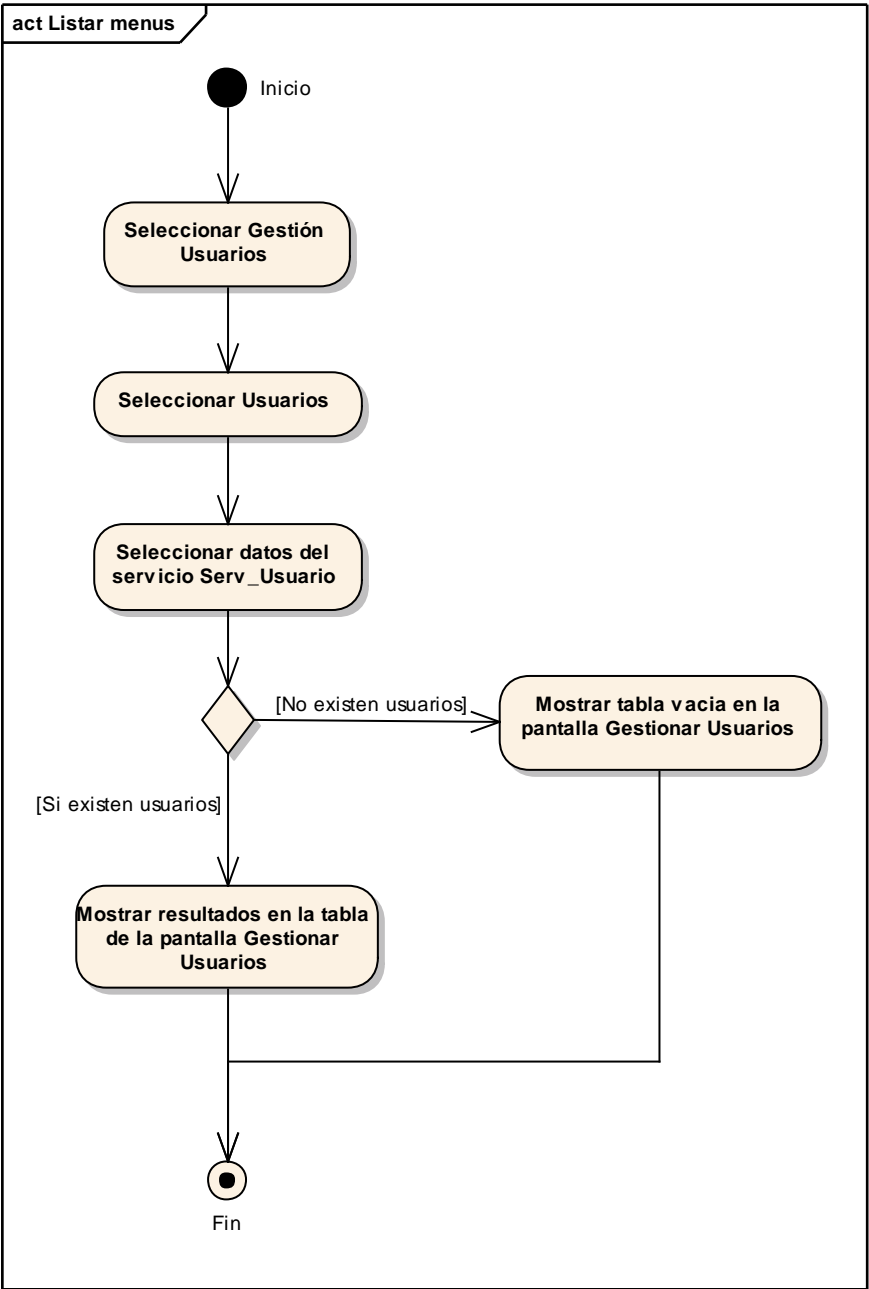 act Listar menus
Inicio
Seleccionar Gestión
Usuarios
Seleccionar Usuarios
Seleccionar datos del
servicio Serv_Usuario
[No existen usuarios]
Mostrar tabla vacia en la
pantalla Gestionar Usuarios
[Si existen usuarios]
Mostrar resultados en la tabla
de la pantalla Gestionar
Usuarios
Fin